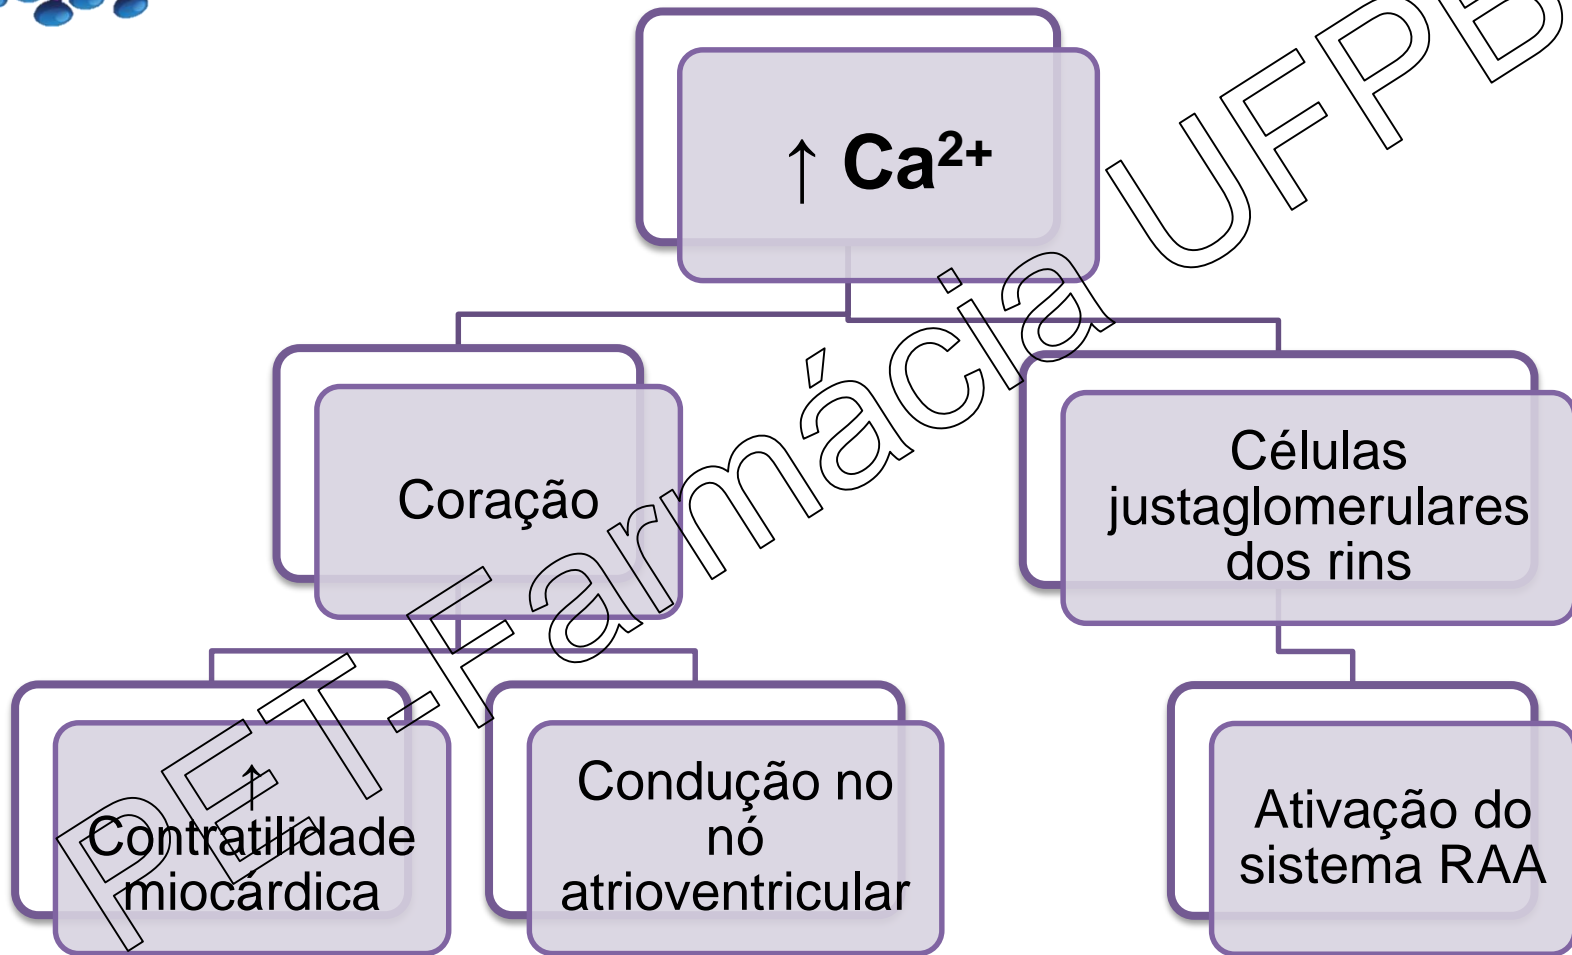 ↑ Ca²⁺
Coração
Células
justaglomerulares
dos rins
↑
Contratilidade
miocárdica
Condução no
nó
atrioventricular
Ativação do
sistema RAA
PET-Farmácia UFPB